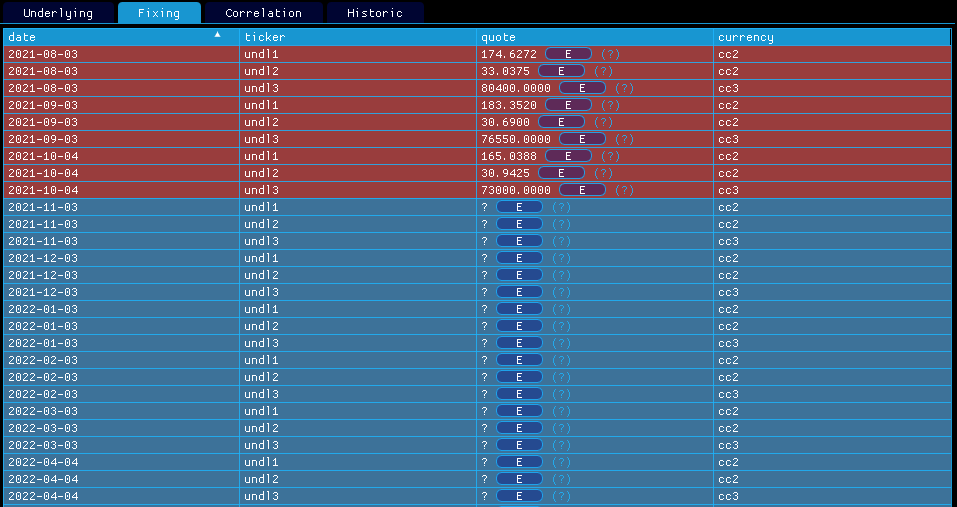 Underlying Fixing Correlation Historic
date ▲ ticker quote currency
2021-08-03 undl1 174.6272 E (?) cc2
2021-08-03 undl2 33.0375 E (?) cc2
2021-08-03 undl3 80400.0000 E (?) cc3
2021-09-03 undl1 183.3520 E (?) cc2
2021-09-03 undl2 30.6900 E (?) cc2
2021-09-03 undl3 76550.0000 E (?) cc3
2021-10-04 undl1 165.0388 E (?) cc2
2021-10-04 undl2 30.9425 E (?) cc2
2021-10-04 undl3 73000.0000 E (?) cc3
2021-11-03 undl1 ? E (?) cc2
2021-11-03 undl2 ? E (?) cc2
2021-11-03 undl3 ? E (?) cc3
2021-12-03 undl1 ? E (?) cc2
2021-12-03 undl2 ? E (?) cc2
2021-12-03 undl3 ? E (?) cc3
2022-01-03 undl1 ? E (?) cc2
2022-01-03 undl2 ? E (?) cc2
2022-01-03 undl3 ? E (?) cc3
2022-02-03 undl1 ? E (?) cc2
2022-02-03 undl2 ? E (?) cc2
2022-02-03 undl3 ? E (?) cc3
2022-03-03 undl1 ? E (?) cc2
2022-03-03 undl2 ? E (?) cc2
2022-03-03 undl3 ? E (?) cc3
2022-04-04 undl1 ? E (?) cc2
2022-04-04 undl2 ? E (?) cc2
2022-04-04 undl3 ? E (?) cc3